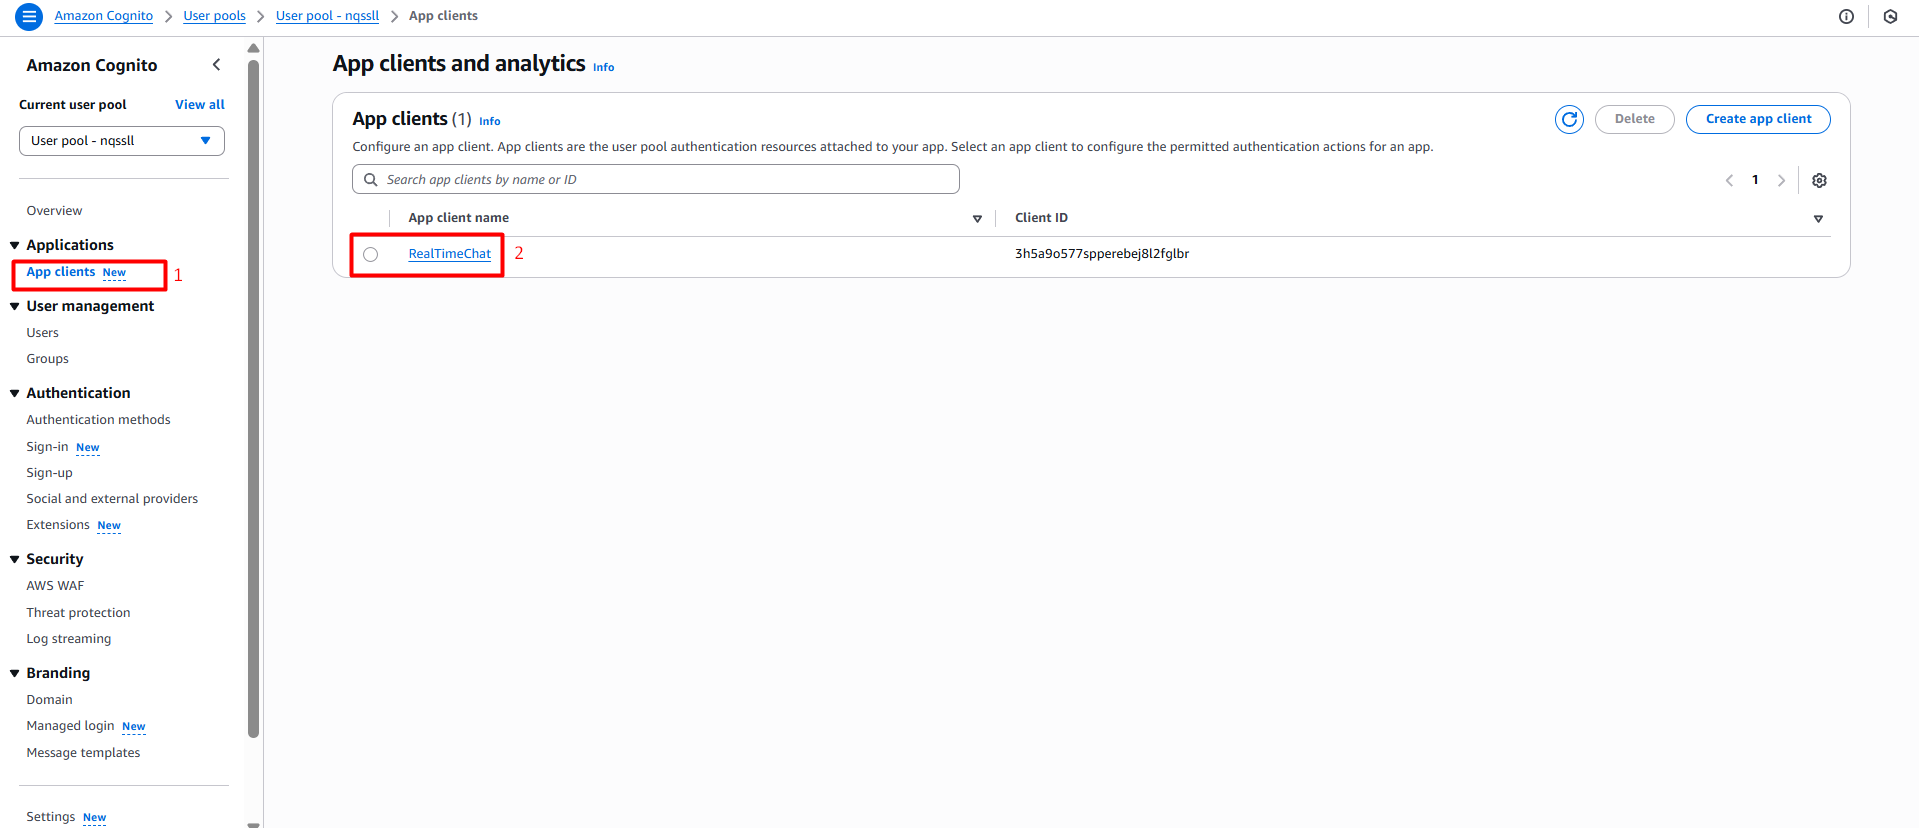 Amazon Cognito > User pools > User pool - nqssll > App clients
Amazon Cognito
Current user pool View all
User pool - nqssll
Overview
Applications
App clients New 1
User management
Users
Groups
Authentication
Authentication methods
Sign-in New
Sign-up
Social and external providers
Extensions New
Security
AWS WAF
Threat protection
Log streaming
Branding
Domain
Managed login New
Message templates
Settings New
App clients and analytics Info
App clients (1) Info
Delete Create app client
Configure an app client. App clients are the user pool authentication resources attached to your app. Select an app client to configure the permitted authentication actions for an app.
Search app clients by name or ID
1
App client name Client ID
RealTimeChat 2 3h5a9o577spperebej8l2fglbr